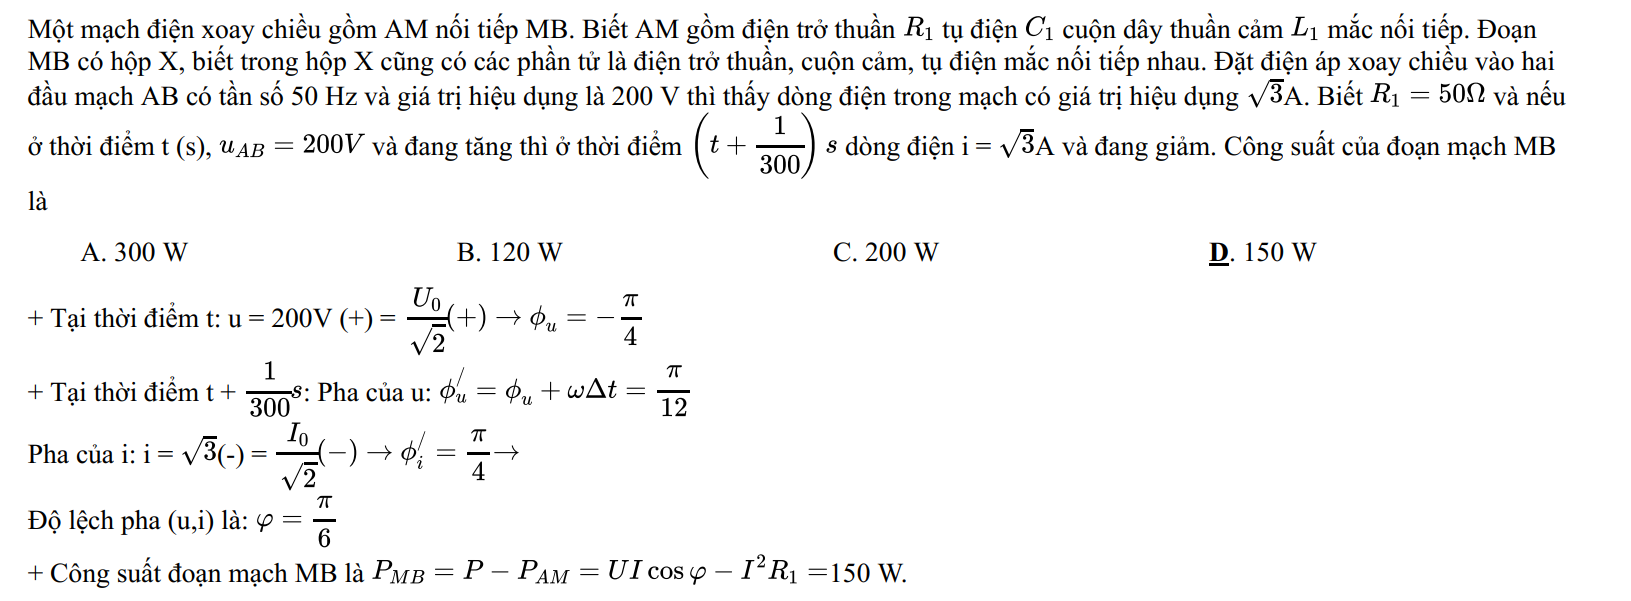 Một mạch điện xoay chiều gồm AM nối tiếp MB. Biết AM gồm điện trở thuần $R_1$ tụ điện $C_1$ cuộn dây thuần cảm $L_1$ mắc nối tiếp. Đoạn
MB có hộp X, biết trong hộp X cũng có các phần tử là điện trở thuần, cuộn cảm, tụ điện mắc nối tiếp nhau. Đặt điện áp xoay chiều vào hai
đầu mạch AB có tần số 50 Hz và giá trị hiệu dụng là 200 V thì thấy dòng điện trong mạch có giá trị hiệu dụng $\sqrt{3}$A. Biết $R_1 = 50\Omega$ và nếu
ở thời điểm t (s), $u_{AB} = 200V$ và đang tăng thì ở thời điểm $\left(t + \frac{1}{300}\right) s$ dòng điện i = $\sqrt{3}$A và đang giảm. Công suất của đoạn mạch MB
là
A. 300 W B. 120 W C. 200 W D. 150 W
+ Tại thời điểm t: u = 200V (+) = $\frac{U_0}{\sqrt{2}}(+) \rightarrow \phi_u = -\frac{\pi}{4}$
+ Tại thời điểm t + $\frac{1}{300}s$: Pha của u: $\phi_u^{/} = \phi_u + \omega\Delta t = \frac{\pi}{12}$
Pha của i: i = $\sqrt{3}$(-) = $\frac{I_0}{\sqrt{2}}(-) \rightarrow \phi_i^{/} = \frac{\pi}{4} \rightarrow$
Độ lệch pha (u,i) là: $\varphi = \frac{\pi}{6}$
+ Công suất đoạn mạch MB là $P_{MB} = P - P_{AM} = UI\cos\varphi - I^2R_1$ =150 W.